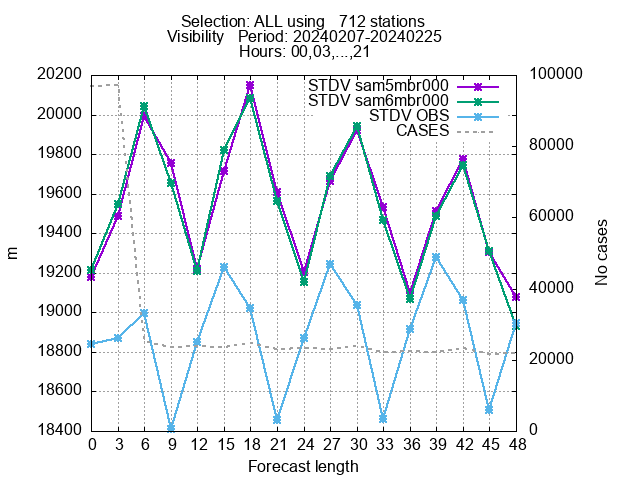 Selection: ALL using   712 stations
Visibility   Period: 20240207-20240225
Hours: 00,03,...,21
STDV sam5mbr000
STDV sam6mbr000
STDV OBS
CASES
20200
20000
19800
19600
19400
19200
19000
18800
18600
18400
m
100000
80000
60000
40000
20000
0
No cases
0 3 6 9 12 15 18 21 24 27 30 33 36 39 42 45 48
Forecast length